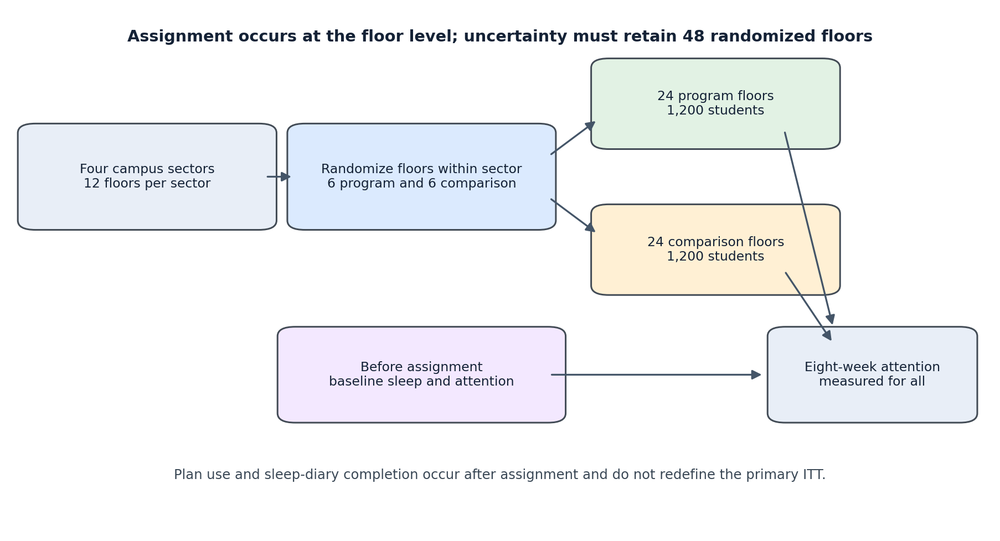 Assignment occurs at the floor level; uncertainty must retain 48 randomized floors
Four campus sectors
12 floors per sector
Randomize floors within sector
6 program and 6 comparison
24 program floors
1,200 students
24 comparison floors
1,200 students
Before assignment
baseline sleep and attention
Eight-week attention
measured for all
Plan use and sleep-diary completion occur after assignment and do not redefine the primary ITT.